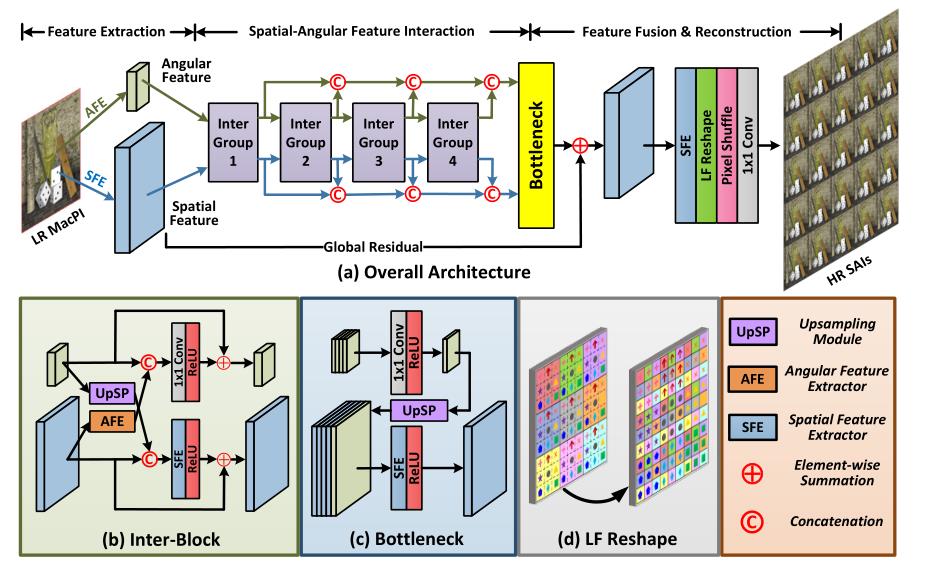 Feature Extraction
Spatial-Angular Feature Interaction
Feature Fusion & Reconstruction
Angular
Feature
AFE
SFE
LR MacPI
Spatial
Feature
Inter
Group
1
Inter
Group
2
Inter
Group
3
Inter
Group
4
C
C
C
C
C
C
Bottleneck
SFE
LF Reshape
Pixel Shuffle
1x1 Conv
HR SAIs
Global Residual
(a) Overall Architecture
C
1x1 Conv
ReLU
UpSP
AFE
C
SFE
ReLU
(b) Inter-Block
1x1 Conv
ReLU
UpSP
SFE
ReLU
(c) Bottleneck
(d) LF Reshape
UpSP
Upsampling
Module
AFE
Angular Feature
Extractor
SFE
Spatial Feature
Extractor
Element-wise
Summation
C
Concatenation